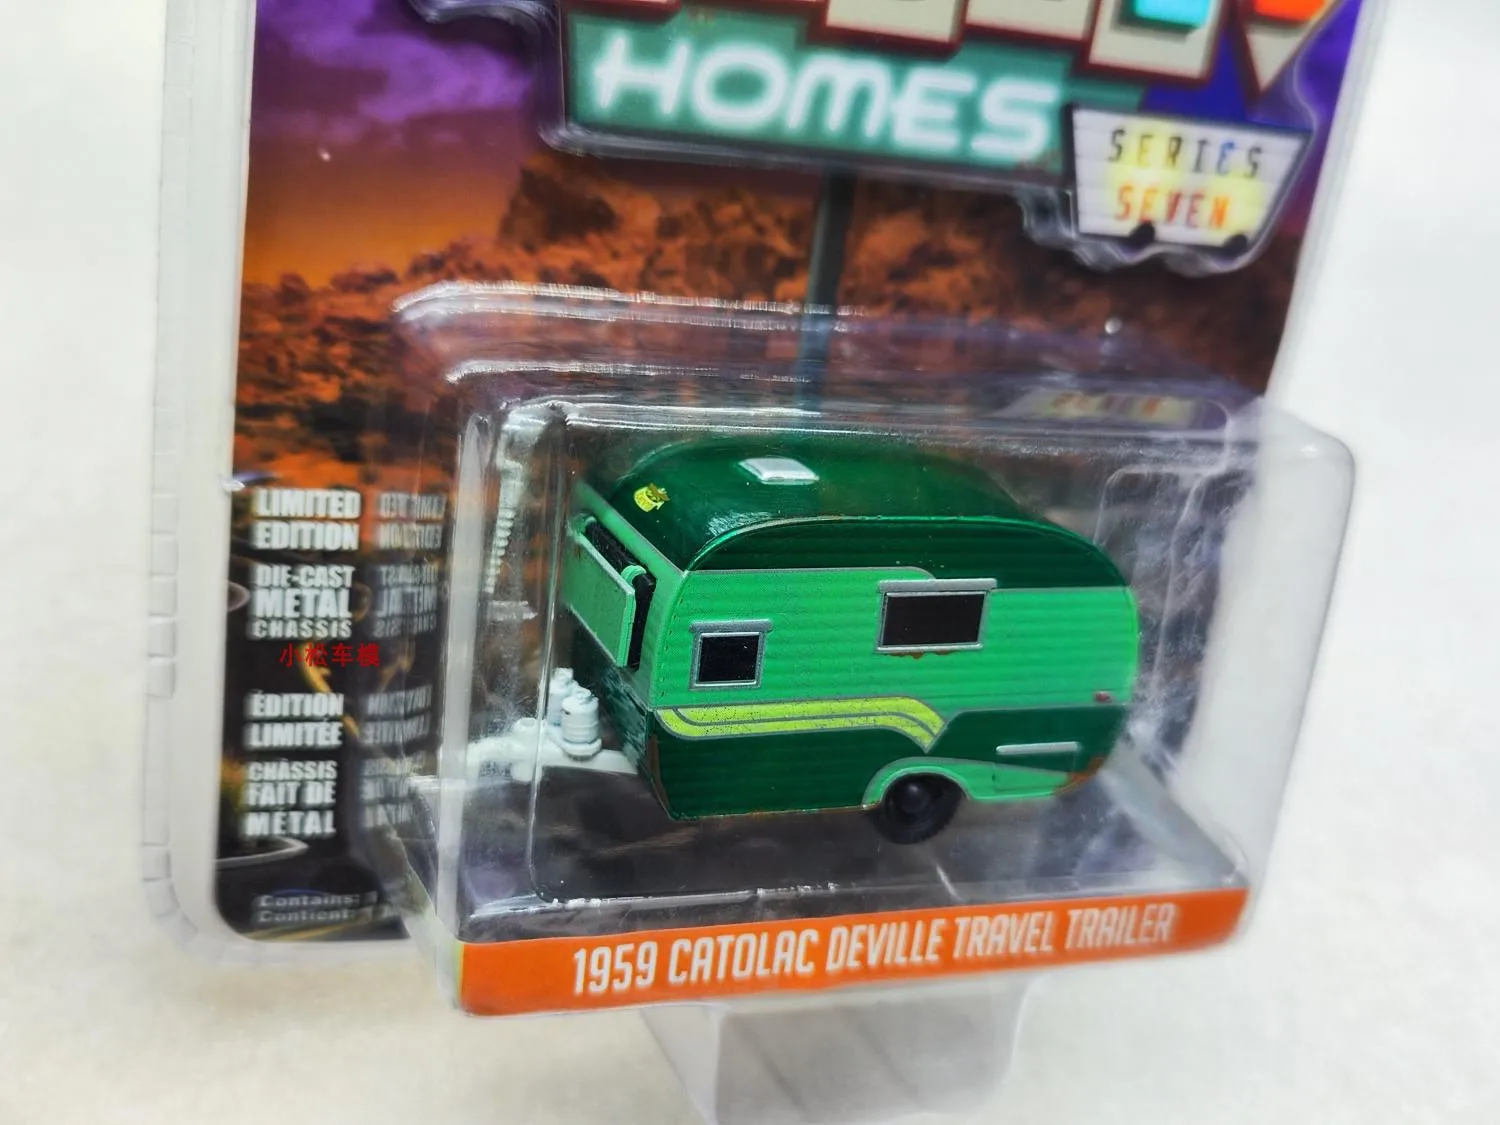 HOMES
SERIES
SEVEN
LIMITED
EDITION
DIE-CAST
METAL
CHASSIS
小松车模
ÉDITION
LIMITÉE
CHÂSSIS
FAIT DE
MÉTAL
Contains:
Contient:
1959 CATOLAC DEVILLE TRAVEL TRAILER